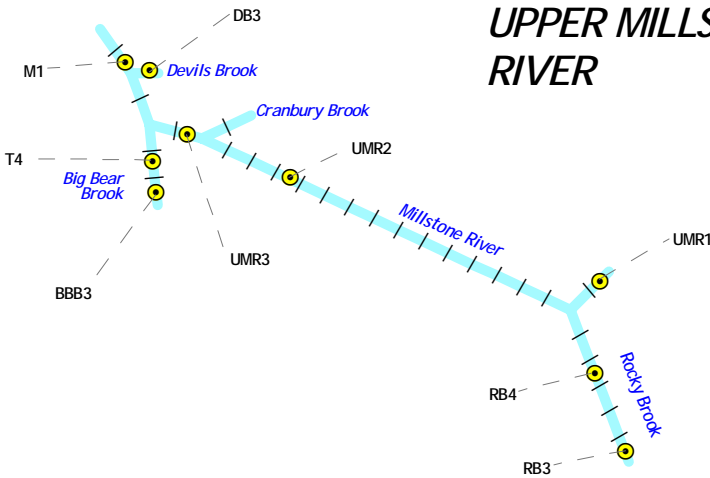 DB3
UPPER MILLS
RIVER
M1
Devils Brook
Cranbury Brook
T4
UMR2
Big Bear
Brook
Millstone River
UMR1
UMR3
BBB3
Rocky Brook
RB4
RB3